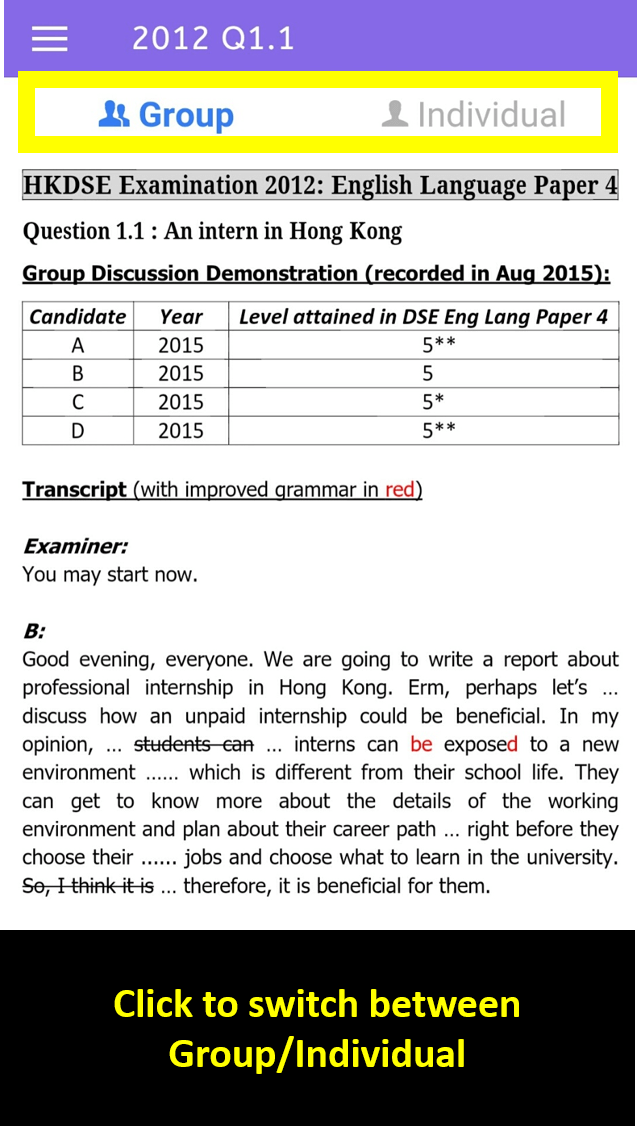 2012 Q1.1
Group Individual
HKDSE Examination 2012: English Language Paper 4
Question 1.1 : An intern in Hong Kong
Group Discussion Demonstration (recorded in Aug 2015):
Candidate Year Level attained in DSE Eng Lang Paper 4
A 2015 5**
B 2015 5
C 2015 5*
D 2015 5**
Transcript (with improved grammar in red)
Examiner:
You may start now.
B:
Good evening, everyone. We are going to write a report about
professional internship in Hong Kong. Erm, perhaps let’s ...
discuss how an unpaid internship could be beneficial. In my
opinion, ... students can ... interns can be exposed to a new
environment ...... which is different from their school life. They
can get to know more about the details of the working
environment and plan about their career path ... right before they
choose their ...... jobs and choose what to learn in the university.
So, I think it is ... therefore, it is beneficial for them.
Click to switch between
Group/Individual